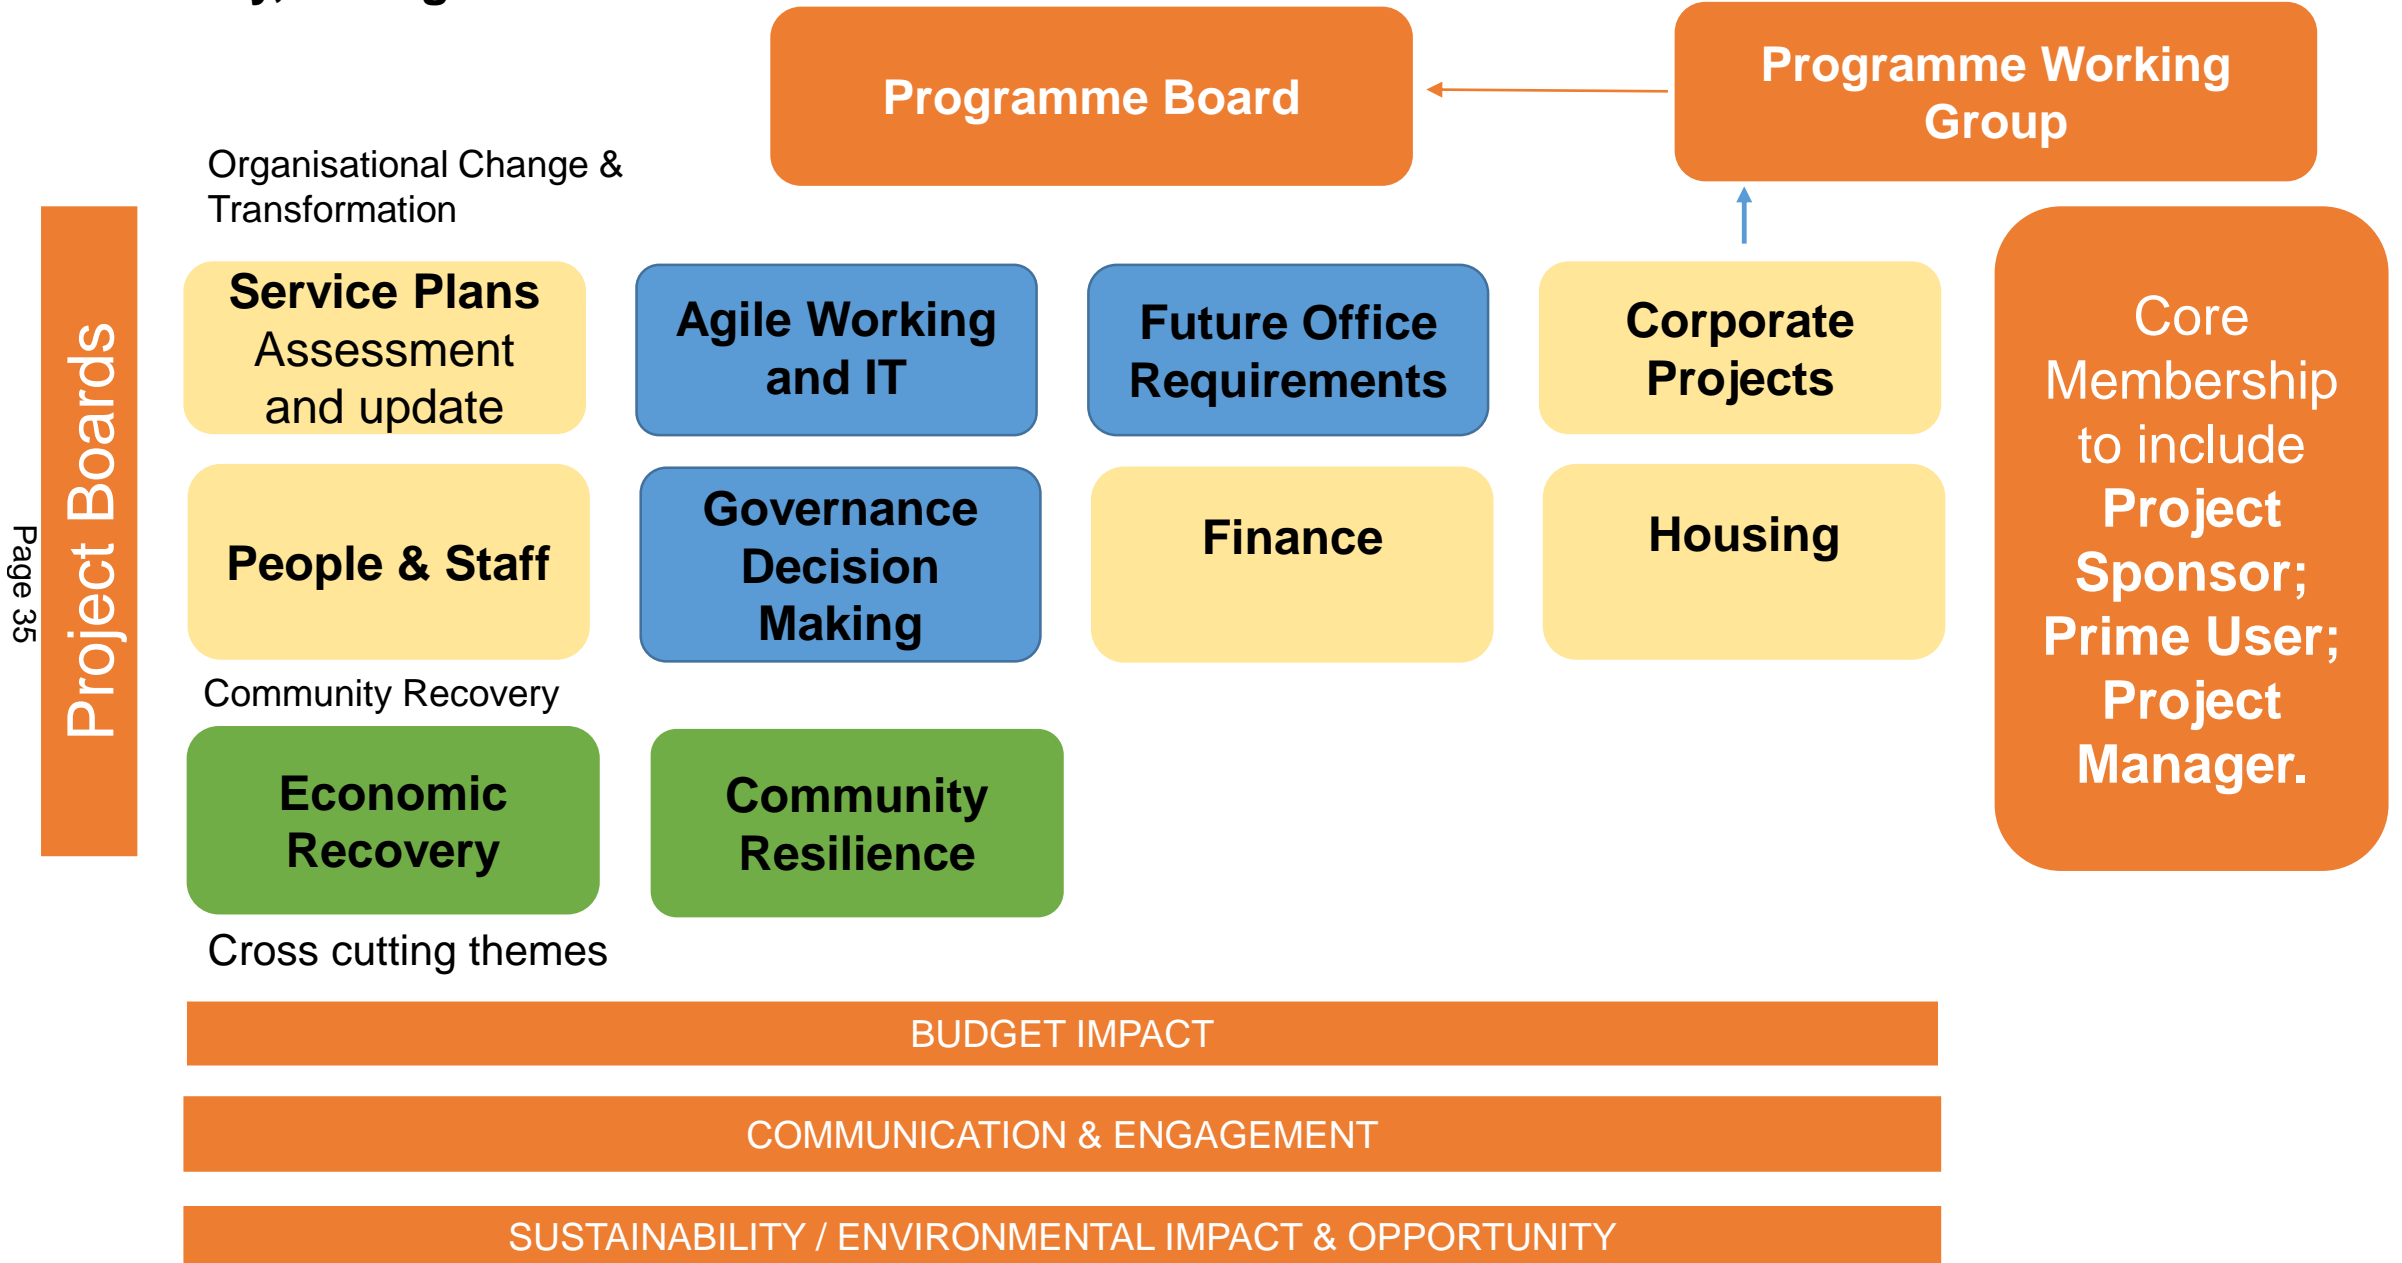 Programme Board
Programme Working
Group
Organisational Change &
Transformation
Project Boards
Page 35
Service Plans
Assessment
and update
Agile Working
and IT
Future Office
Requirements
Corporate
Projects
Core
Membership
to include
Project
Sponsor;
Prime User;
Project
Manager.
People & Staff
Governance
Decision
Making
Finance
Housing
Community Recovery
Economic
Recovery
Community
Resilience
Cross cutting themes
BUDGET IMPACT
COMMUNICATION & ENGAGEMENT
SUSTAINABILITY / ENVIRONMENTAL IMPACT & OPPORTUNITY